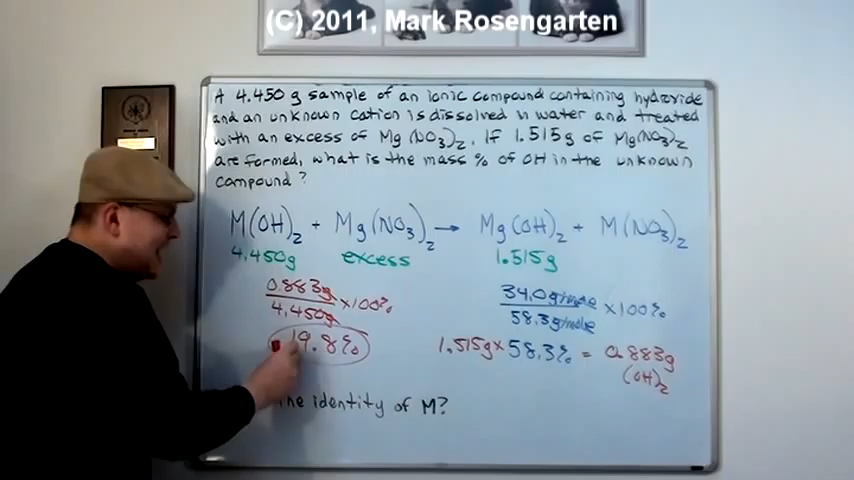 (C) 2011, Mark Rosengarten
A 4.450 g sample of an ionic compound containing hydroxide
and an unknown cation is dissolved in water and treated
with an excess of Mg(NO₃)₂. If 1.515g of Mg(NO₃)₂
are formed, what is the mass % of OH in the unknown
compound?
M(OH)₂ + Mg(NO₃)₂ → Mg(OH)₂ + M(NO₃)₂
4.450g excess 1.515g
0.883g / 4.450g ×100%
34.0g/mole / 58.3g/mole ×100%
19.8%
1.515g × 58.3% = 0.883g
(OH)₂
the identity of M?